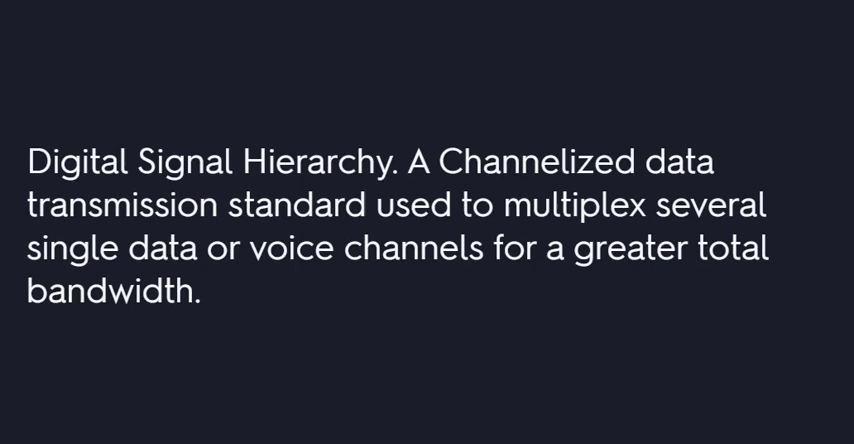 Digital Signal Hierarchy. A Channelized data
transmission standard used to multiplex several
single data or voice channels for a greater total
bandwidth.